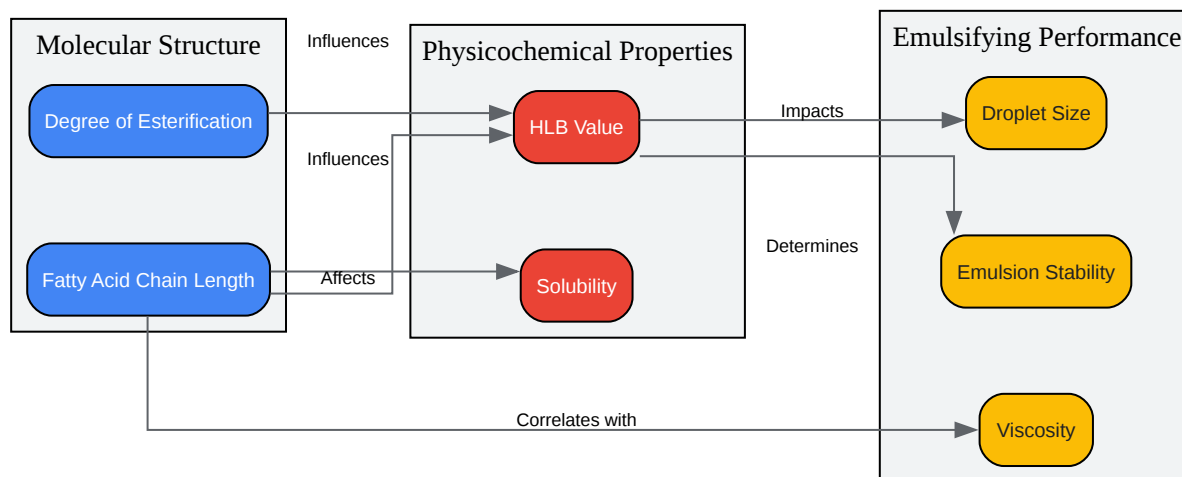 Molecular Structure
Degree of Esterification
Fatty Acid Chain Length
Influences
Influences
Affects
Physicochemical Properties
HLB Value
Solubility
Impacts
Determines
Correlates with
Emulsifying Performance
Droplet Size
Emulsion Stability
Viscosity